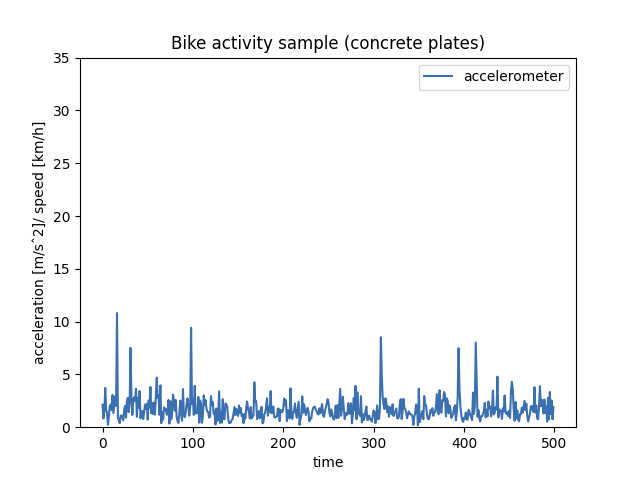 Bike activity sample (concrete plates)
accelerometer
35
30
25
20
15
10
5
0
acceleration [m/sˆ2]/ speed [km/h]
0 100 200 300 400 500
time